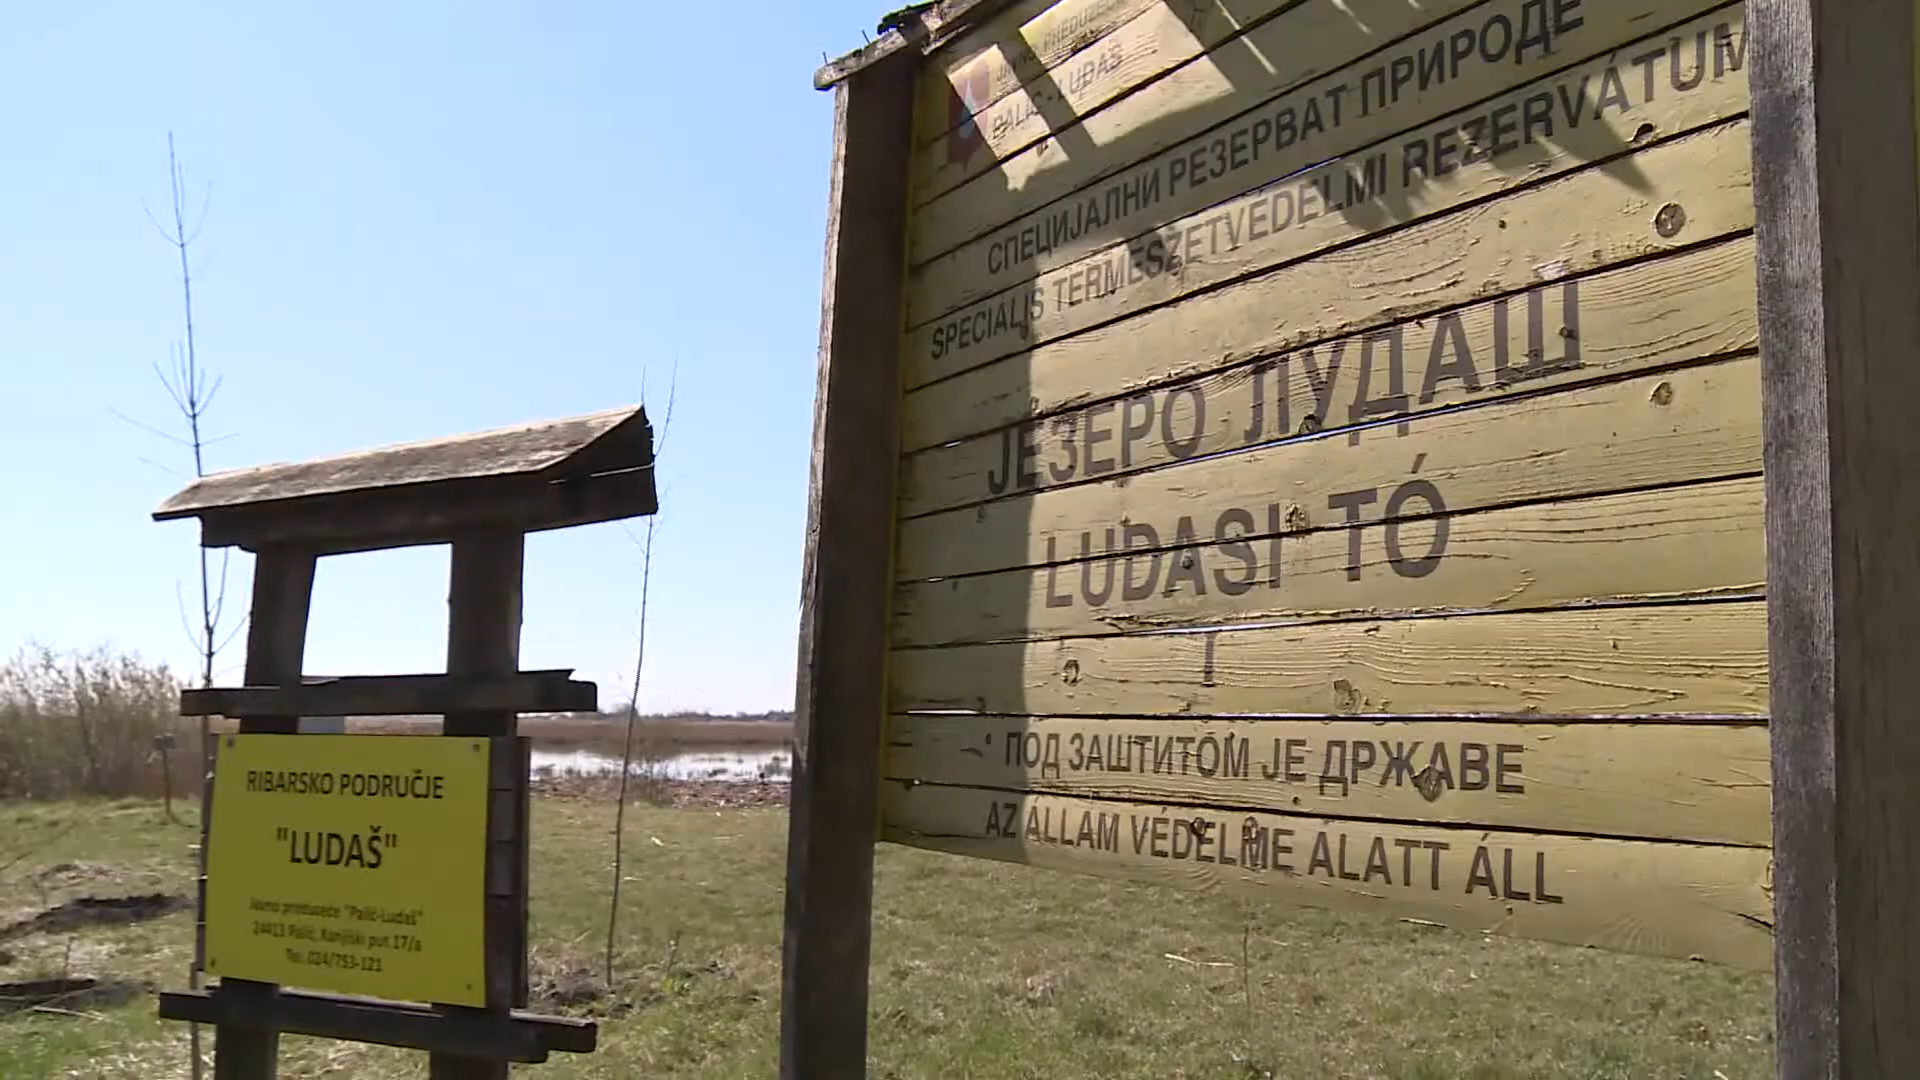 JAVNO PREDUZEĆE
PALIĆ-LUDAŠ
СПЕЦИЈАЛНИ РЕЗЕРВАТ ПРИРОДЕ
SPECIÁLIS TERMÉSZETVÉDELMI REZERVÁTUM
ЈЕЗЕРО ЛУДАШ
LUDASI TÓ
I
ПОД ЗАШТИТОМ ЈЕ ДРЖАВЕ
AZ ÁLLAM VÉDELME ALATT ÁLL
RIBARSKO PODRUČJE
"LUDAŠ"
Javno preduzeće "Palić-Ludaš"
24413 Palić, Kanjiški put 17/a
Tel: 024/753-121